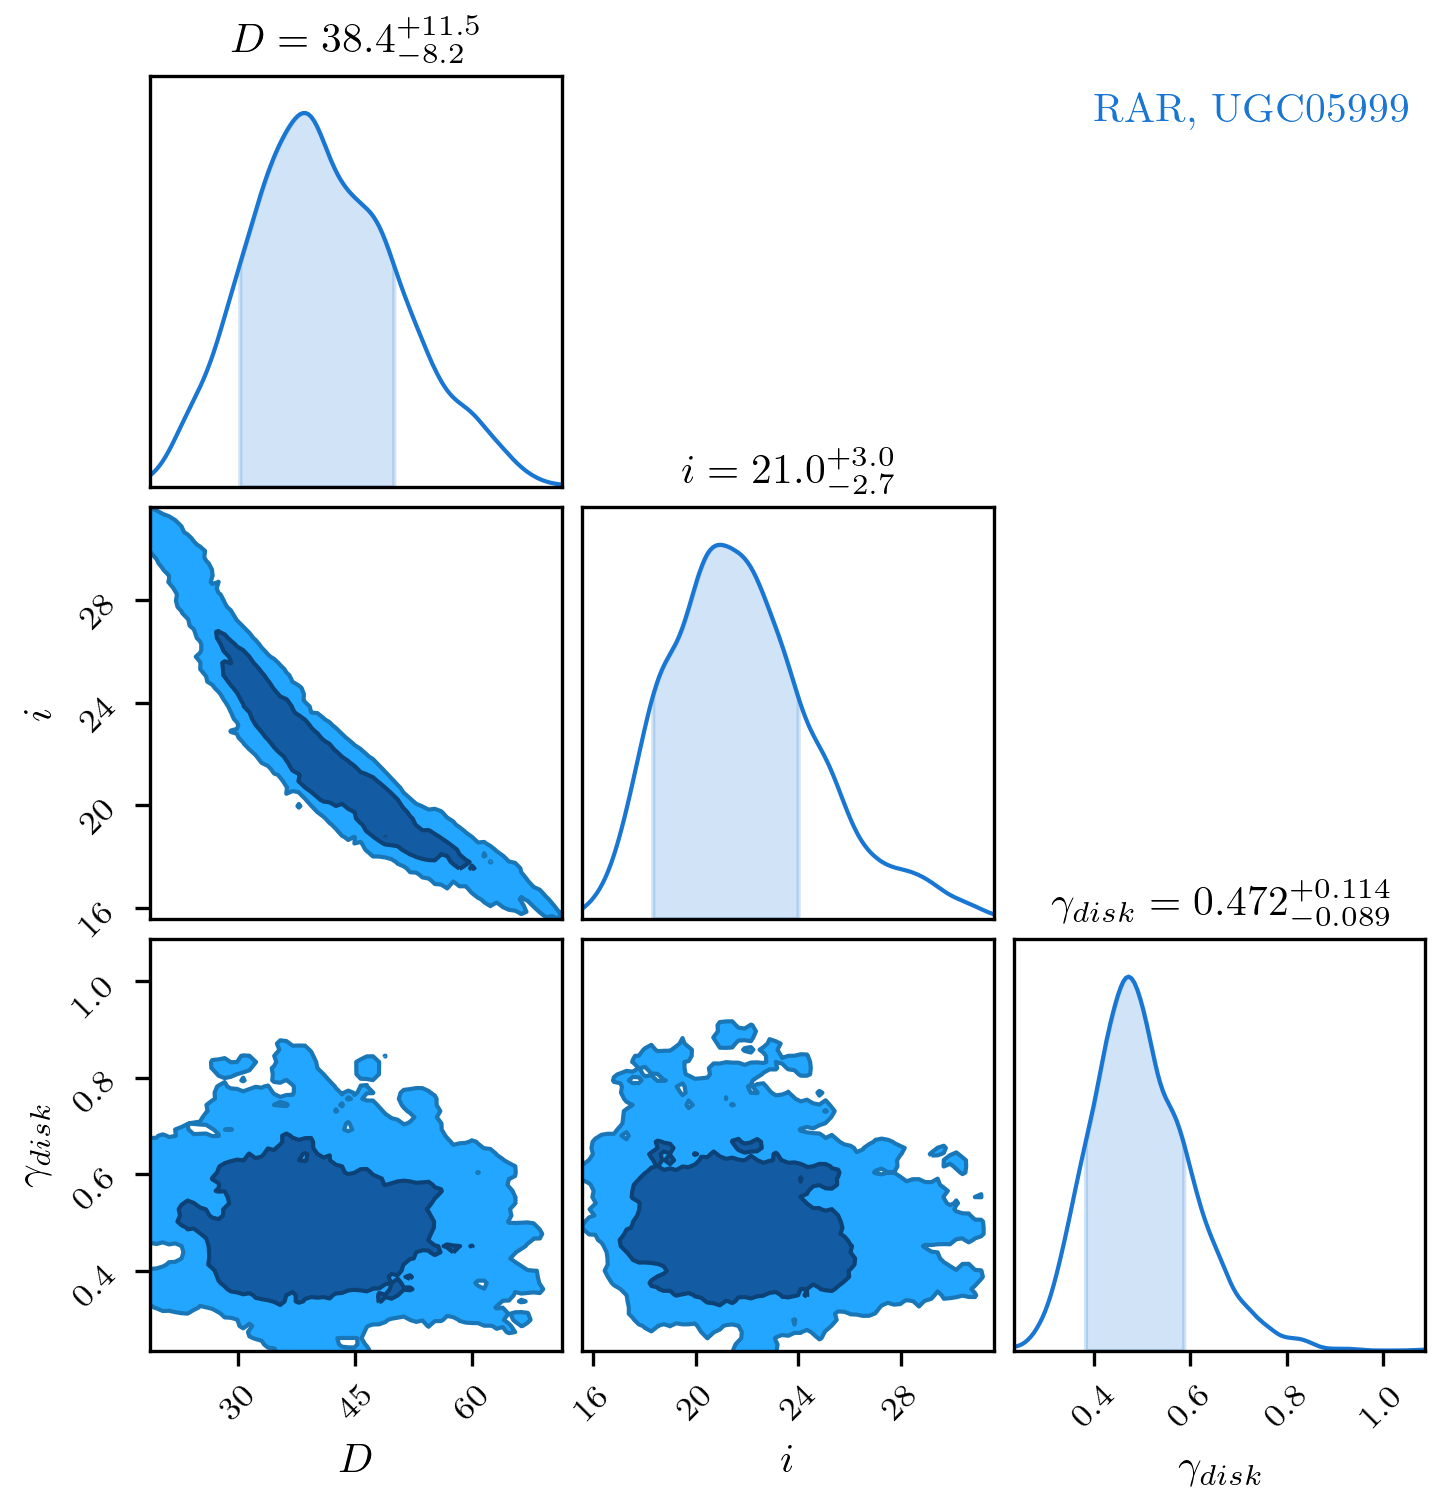 D = 38.4^{+11.5}_{-8.2}
RAR, UGC05999
i = 21.0^{+3.0}_{-2.7}
28
24
20
16
i
γ_{disk} = 0.472^{+0.114}_{-0.089}
1.0
0.8
0.6
0.4
γ_{disk}
30 45 60
16 20 24 28
0.4 0.6 0.8 1.0
D
i
γ_{disk}